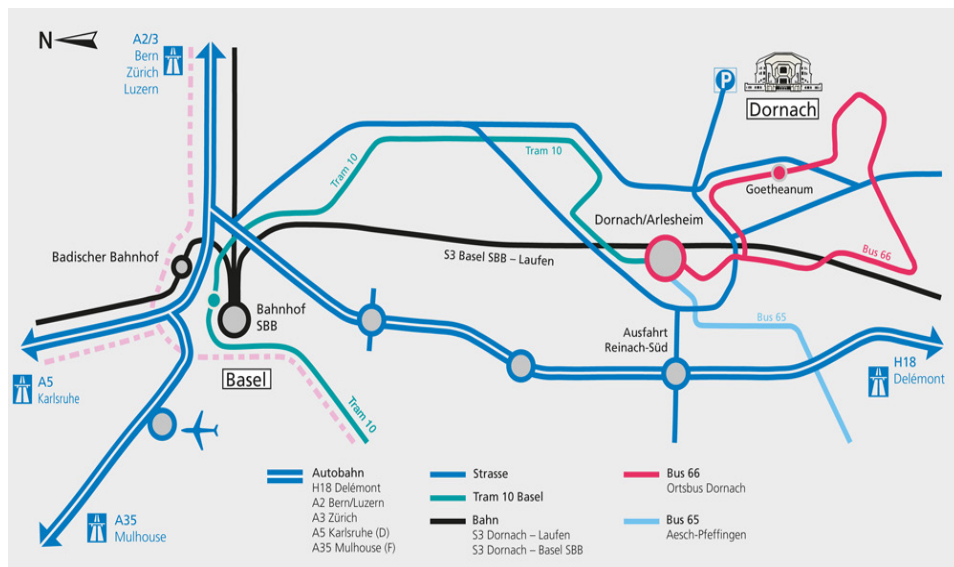 N
A2/3
Bern
Zürich
Luzern
P
Dornach
Tram 10
Tram 10
Goetheanum
Dornach/Arlesheim
Badischer Bahnhof
S3 Basel SBB – Laufen
Bus 66
Bahnhof
SBB
Bus 65
Ausfahrt
Reinach-Süd
H18
Delémont
Basel
A5
Karlsruhe
Tram 10
A35
Mulhouse
Autobahn
H18 Delémont
A2 Bern/Luzern
A3 Zürich
A5 Karlsruhe (D)
A35 Mulhouse (F)
Strasse
Tram 10 Basel
Bahn
S3 Dornach – Laufen
S3 Dornach – Basel SBB
Bus 66
Ortsbus Dornach
Bus 65
Aesch-Pfeffingen